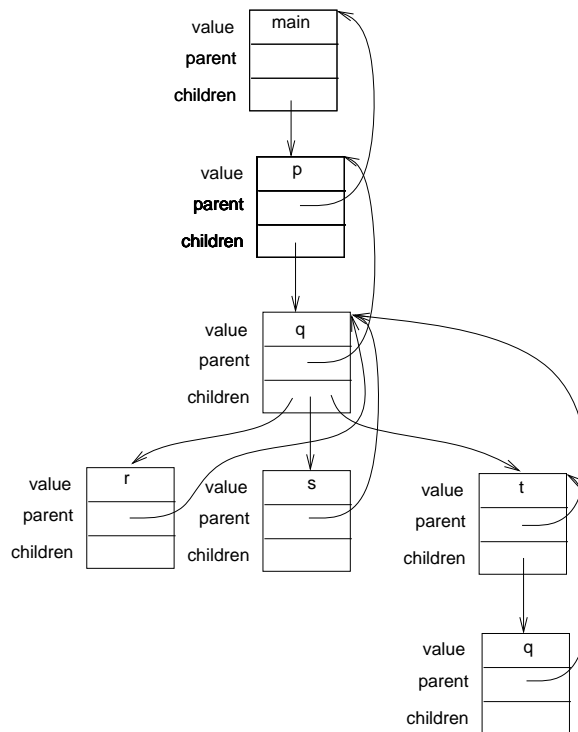 value main
parent
children
value p
parent
children
value q
parent
children
value r
parent
children
value s
parent
children
value t
parent
children
value q
parent
children